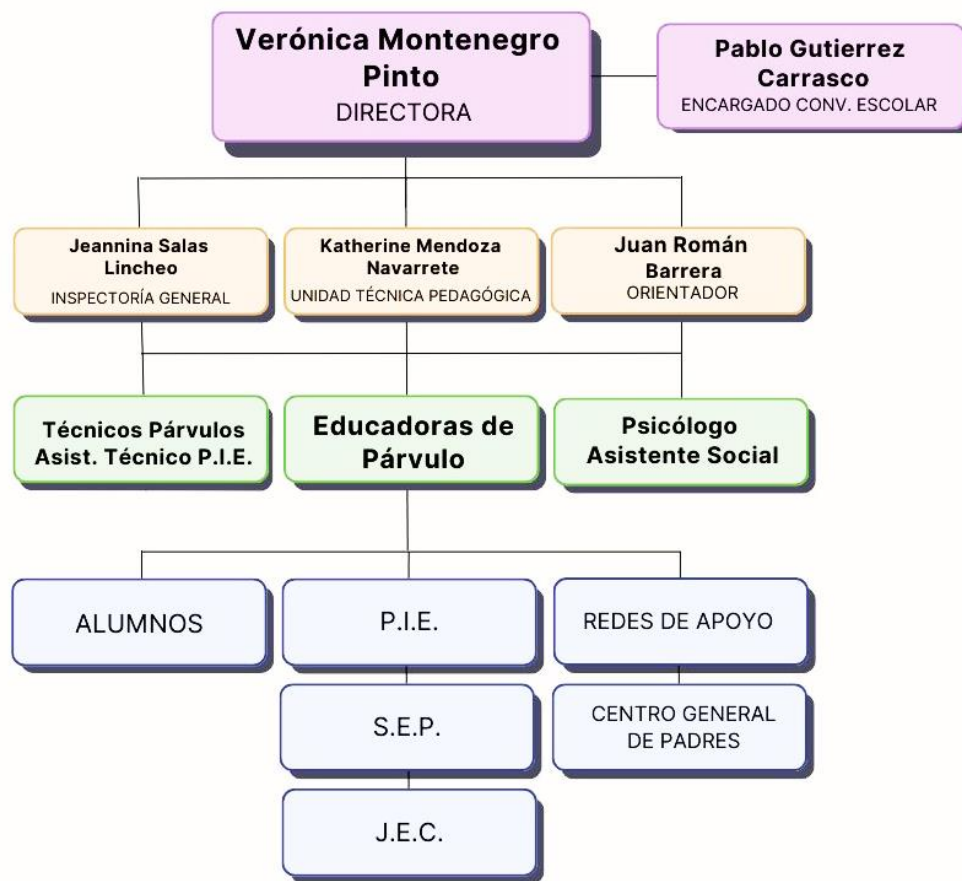 Verónica Montenegro
Pinto
DIRECTORA
Pablo Gutierrez
Carrasco
ENCARGADO CONV. ESCOLAR
Jeannina Salas
Lincheo
INSPECTORÍA GENERAL
Katherine Mendoza
Navarrete
UNIDAD TÉCNICA PEDAGÓGICA
Juan Román
Barrera
ORIENTADOR
Técnicos Párvulos
Asist. Técnico P.I.E.
Educadoras de
Párvulo
Psicólogo
Asistente Social
ALUMNOS
P.I.E.
REDES DE APOYO
S.E.P.
CENTRO GENERAL
DE PADRES
J.E.C.